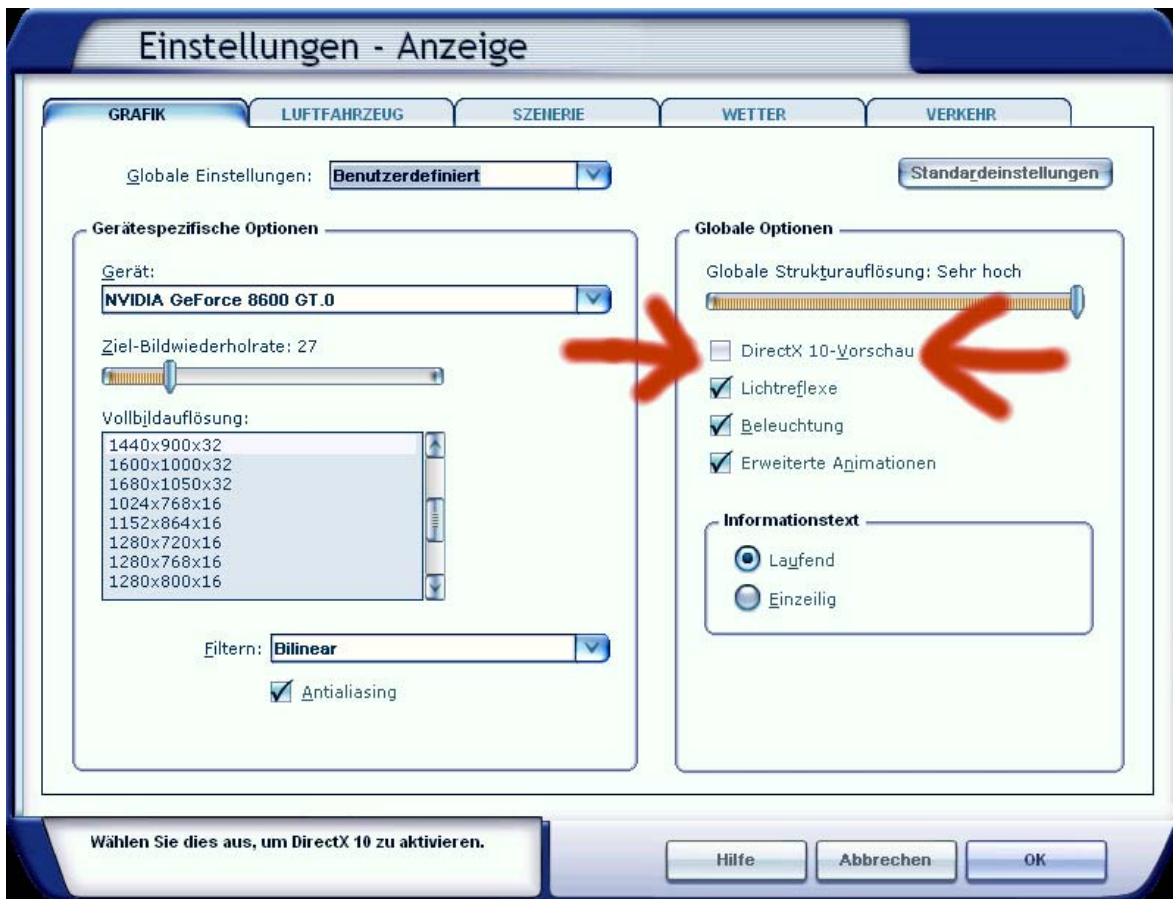 Einstellungen - Anzeige
GRAFIK
LUFTFAHRZEUG
SZENERIE
WETTER
VERKEHR
Globale Einstellungen: Benutzerdefiniert
Standardeinstellungen
Gerätespezifische Optionen
Gerät:
NVIDIA GeForce 8600 GT.0
Ziel-Bildwiederholrate: 27
Vollbildauflösung:
1440x900x32
1600x1000x32
1680x1050x32
1024x768x16
1152x864x16
1280x720x16
1280x768x16
1280x800x16
Filtern: Bilinear
Antialiasing
Globale Optionen
Globale Strukturauflösung: Sehr hoch
DirectX 10-Vorschau
Lichtreflexe
Beleuchtung
Erweiterte Animationen
Informationstext
Laufend
Einzeilig
Wählen Sie dies aus, um DirectX 10 zu aktivieren.
Hilfe
Abbrechen
OK